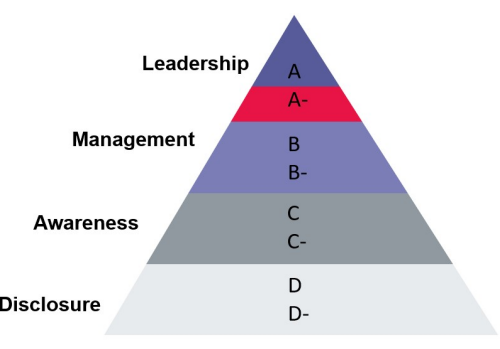 Leadership
A
A-
Management
B
B-
Awareness
C
C-
Disclosure
D
D-